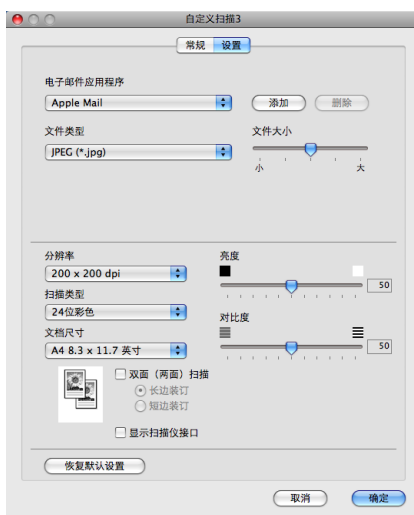 自定义扫描3
常规 设置
电子邮件应用程序
Apple Mail 添加 删除
文件类型 文件大小
JPEG (*.jpg)
小 大
分辨率 亮度
200 x 200 dpi
50
扫描类型
24位彩色 对比度
文档尺寸
A4 8.3 x 11.7 英寸 50
双面（两面）扫描
长边装订
短边装订
显示扫描仪接口
恢复默认设置
取消 确定